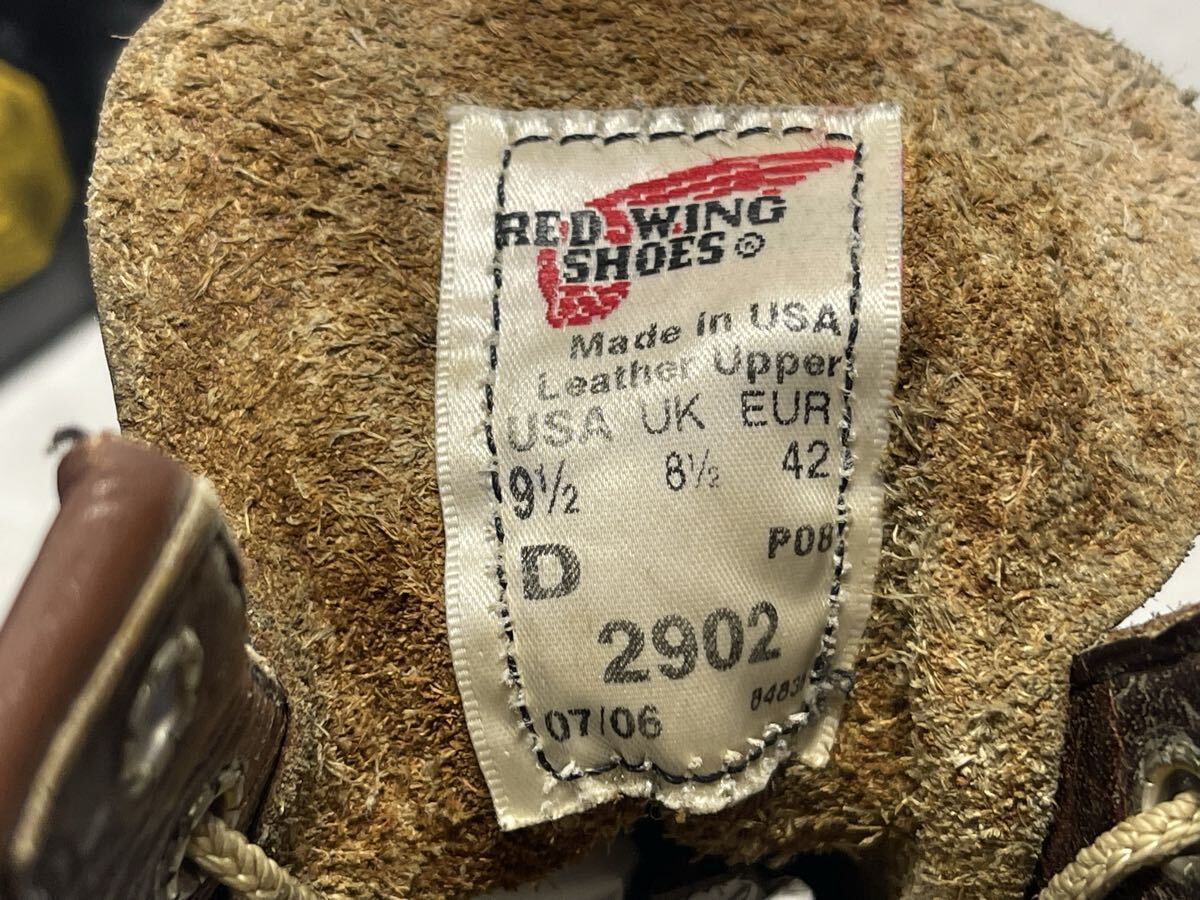 RED WING
SHOES®
Made in USA
Leather Upper
USA UK EUR
9½ 8½ 42
D P08
2902
07/06